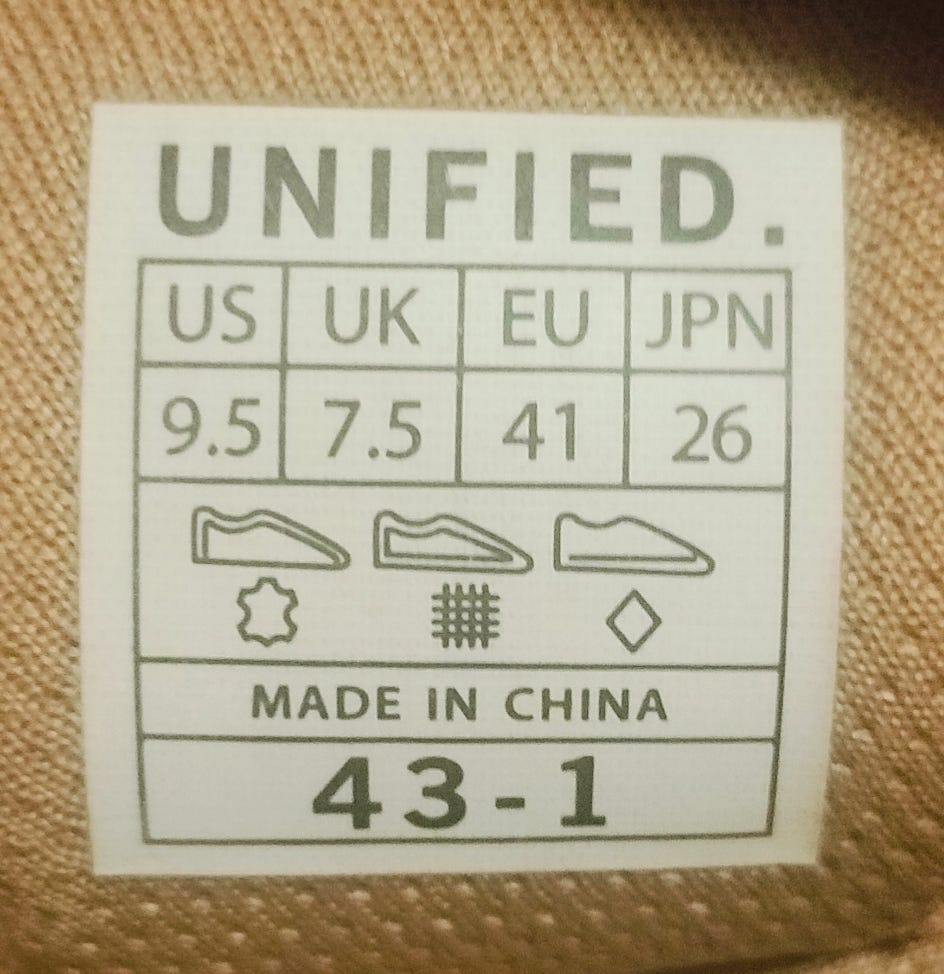 UNIFIED.
US UK EU JPN
9.5 7.5 41 26
MADE IN CHINA
43-1